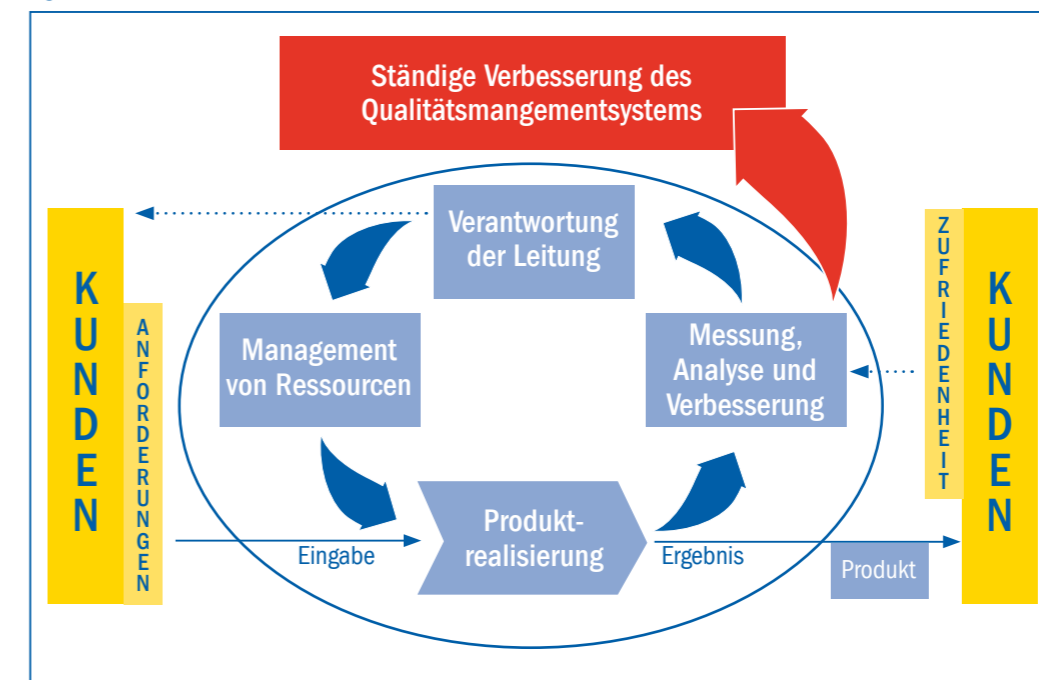 Ständige Verbesserung des
Qualitätsmangementsystems
Verantwortung
der Leitung
KUNDEN
ANFORDERUNGEN
Management
von Ressourcen
Messung,
Analyse und
Verbesserung
ZUFRIEDENHEIT
KUNDEN
Eingabe
Produkt-
realisierung
Ergebnis
Produkt